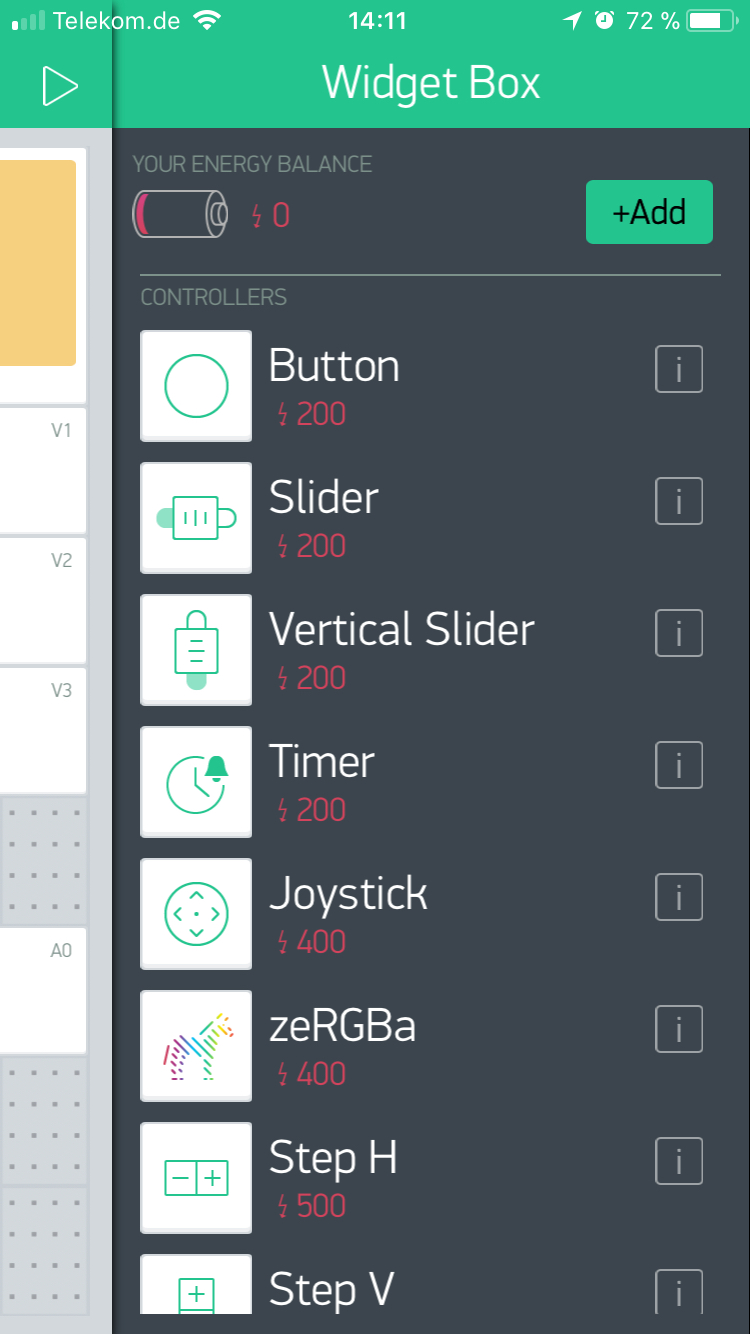 Telekom.de 14:11 72 %
Widget Box
YOUR ENERGY BALANCE
0
+Add
CONTROLLERS
Button
i
200
V1
Slider
i
200
V2
Vertical Slider
i
200
V3
Timer
i
200
Joystick
i
400
A0
zeRGBa
i
400
Step H
i
500
Step V
i